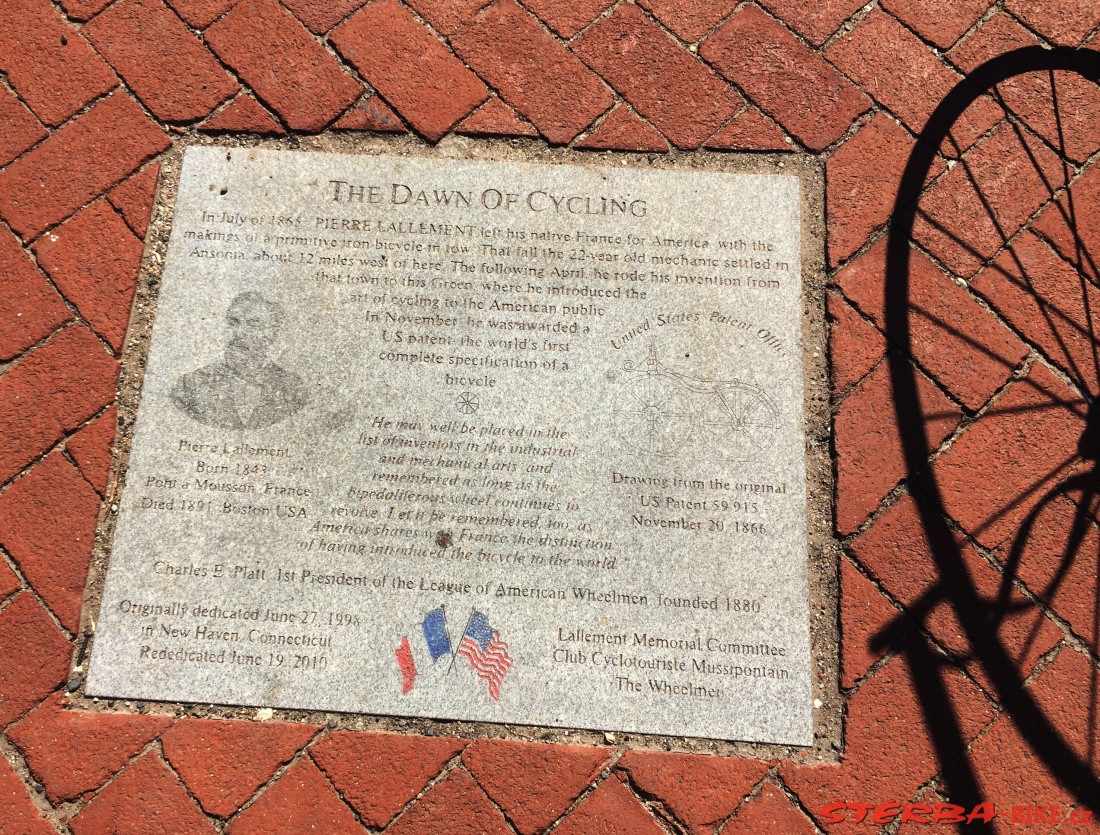 THE DAWN OF CYCLING
In July of 1865 PIERRE LALLEMENT left his native France for America with the
makings of a primitive iron bicycle in tow. That fall the 22-year old mechanic settled in
Ansonia, about 12 miles west of here. The following April, he rode his invention from
that town to this Green, where he introduced the
art of cycling to the American public
In November he was awarded a
US patent the world's first
complete specification of a
bicycle
United States Patent Office
He may well be placed in the
list of inventors in the industrial
and mechanical arts and
remembered as long as the
bipedaliferous wheel continues to
revolve. Let it be remembered, too, as
America shares with France the distinction
of having introduced the bicycle to the world."
Pierre Lallement
Born 1843
Pont a Mousson, France
Died 1891 Boston USA
Drawing from the original
US Patent 59,915
November 20, 1866
Charles E. Platt, 1st President of the League of American Wheelmen, founded 1880
Originally dedicated June 27, 1998
in New Haven, Connecticut
Rededicated June 19, 2010
Lallement Memorial Committee
Club Cyclotouriste Mussipontain
The Wheelmen
STERBA-BIKE.cz